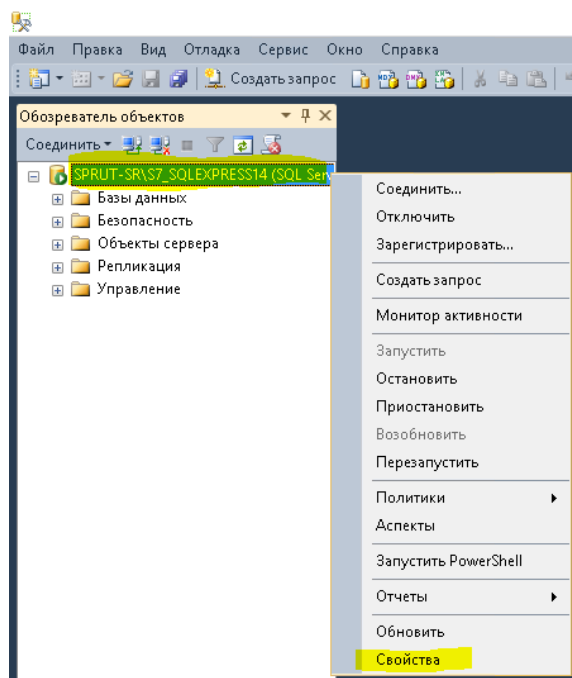 Файл Правка Вид Отладка Сервис Окно Справка
Создать запрос
Обозреватель объектов
Соединить
SPRUT-SR\S7_SQLEXPRESS14 (SQL Serv
Базы данных
Безопасность
Объекты сервера
Репликация
Управление
Соединить...
Отключить
Зарегистрировать...
Создать запрос
Монитор активности
Запустить
Остановить
Приостановить
Возобновить
Перезапустить
Политики
Аспекты
Запустить PowerShell
Отчеты
Обновить
Свойства